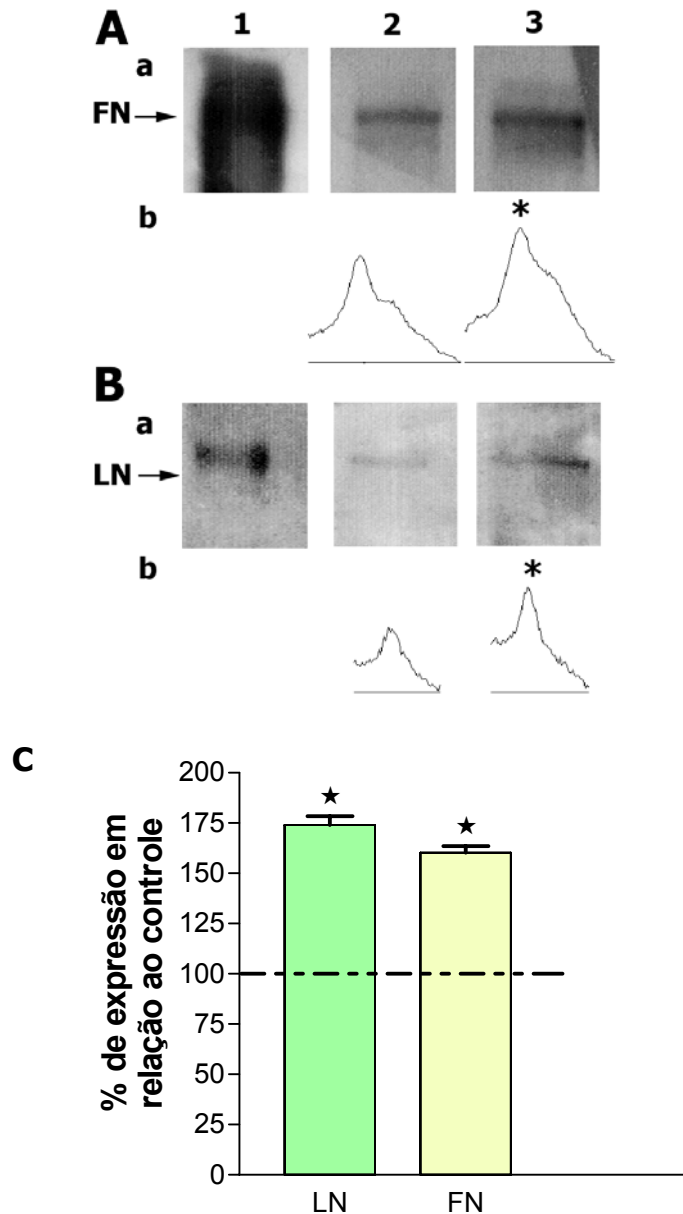 A
1 2 3
a
FN
b
*
B
a
LN
b
*
C
% de expressão em
relação ao controle
200
175
150
125
100
75
50
25
0
LN FN